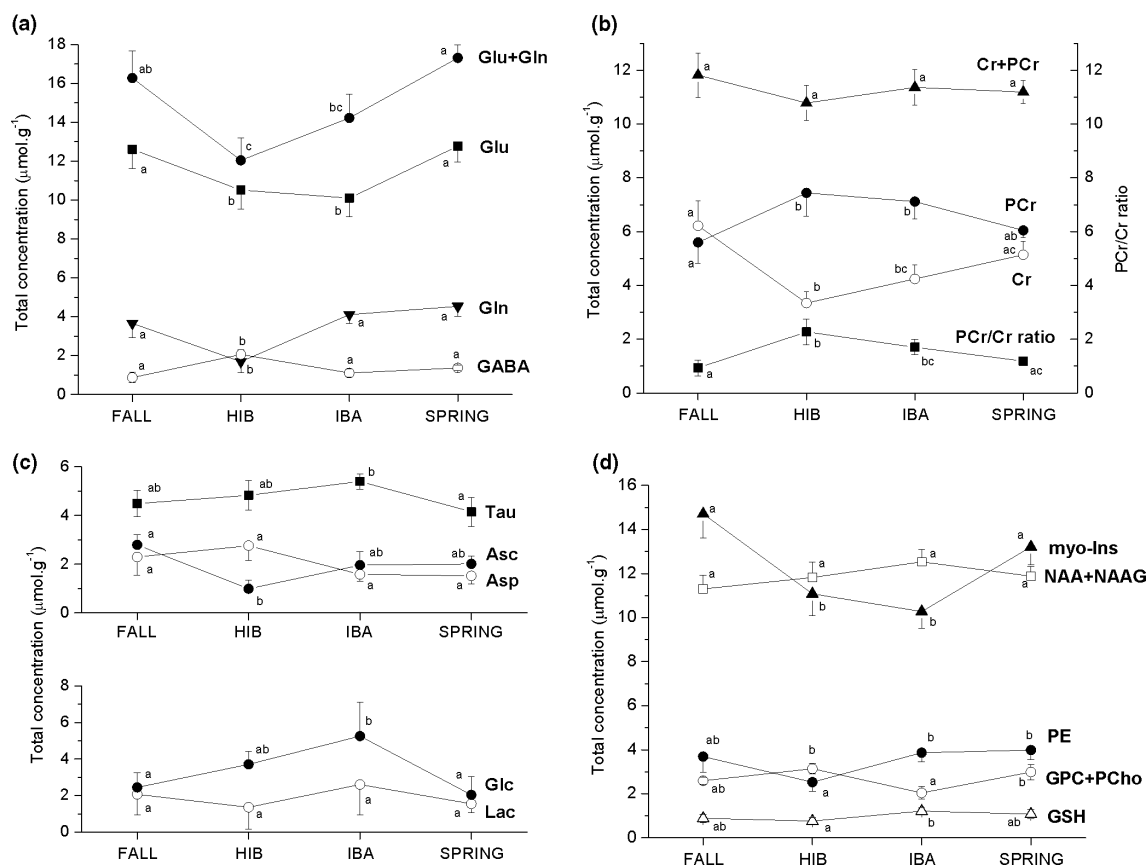 (a)
Total concentration (μmol.g⁻¹)
18
16
14
12
10
8
6
4
2
0
ab
c
bc
a
Glu+Gln
a
b
b
a
Glu
a
b
a
a
Gln
a
b
a
a
GABA
FALL HIB IBA SPRING
(b)
Total concentration (μmol.g⁻¹)
12
10
8
6
4
2
0
a
a
a
a
Cr+PCr
a
b
b
ab
PCr
a
b
bc
ac
Cr
a
b
bc
ac
PCr/Cr ratio
12
10
8
6
4
2
0
PCr/Cr ratio
FALL HIB IBA SPRING
(c)
Total concentration (μmol.g⁻¹)
6
4
2
0
ab
ab
b
a
Tau
a
b
ab
ab
Asc
a
a
a
a
Asp
FALL HIB IBA SPRING
8
6
4
2
0
a
ab
b
a
Glc
a
a
a
a
Lac
FALL HIB IBA SPRING
(d)
Total concentration (μmol.g⁻¹)
16
14
12
10
8
6
4
2
0
a
b
b
a
myo-Ins
a
a
a
a
NAA+NAAG
ab
a
b
b
PE
ab
b
a
b
GPC+PCho
ab
a
b
ab
GSH
FALL HIB IBA SPRING